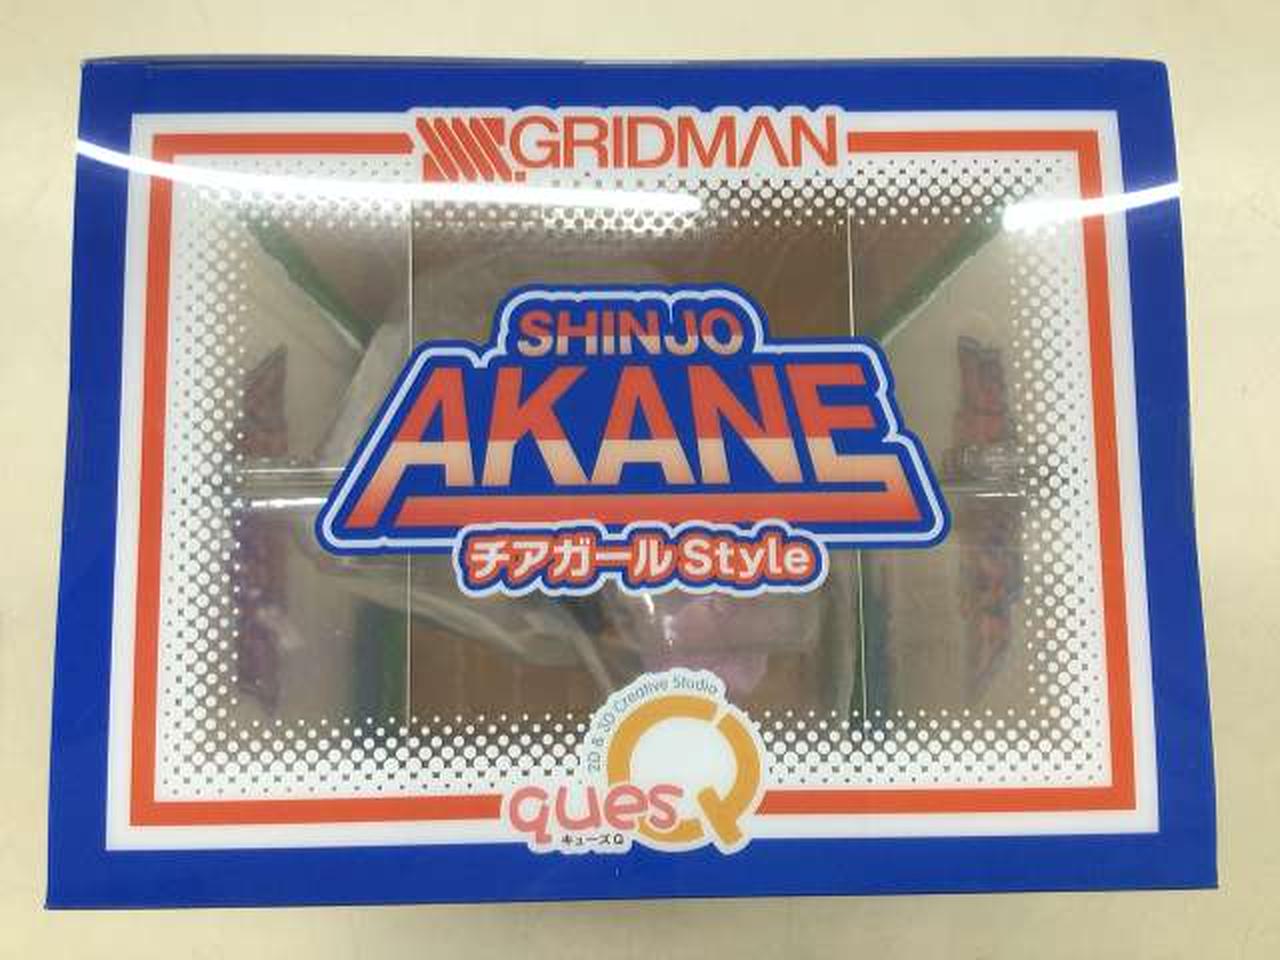 GRIDMAN
SHINJO
AKANE
チアガールStyle
2D & 3D Creative Studio
quesQ
キューズQ